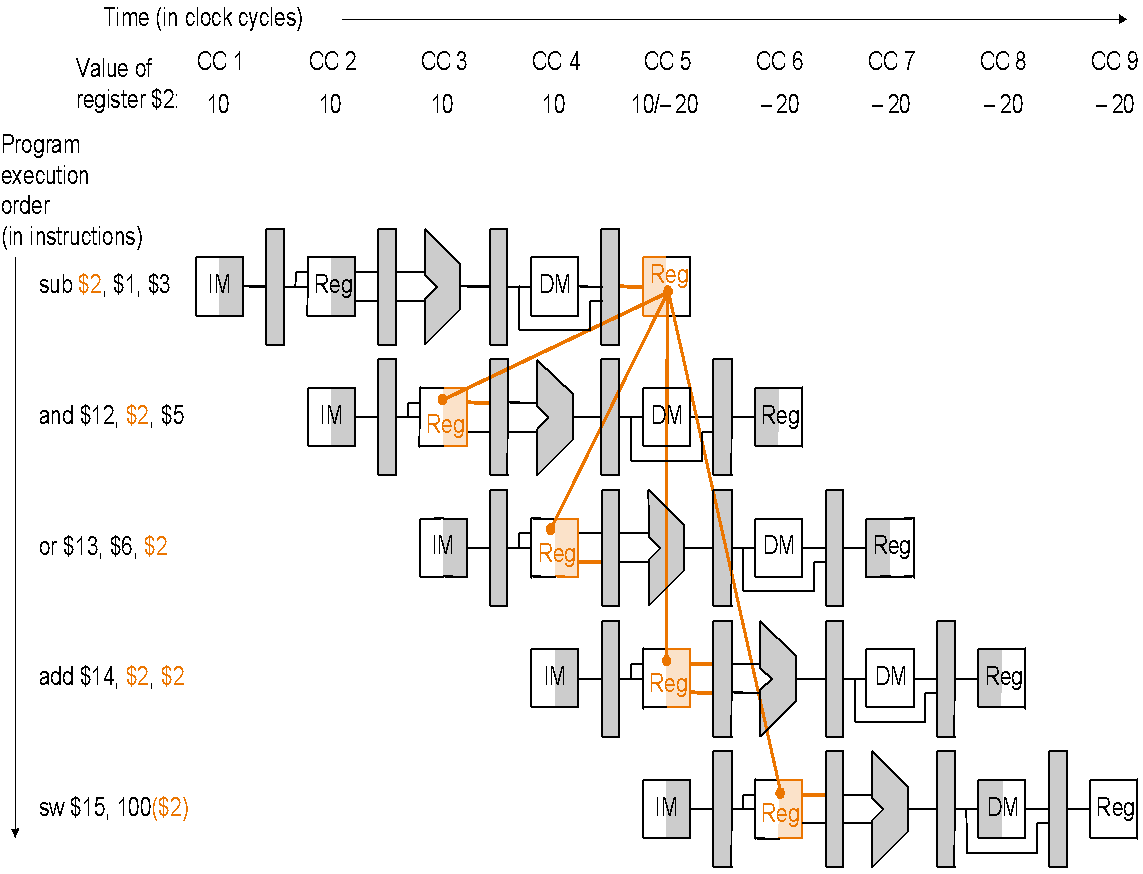 Time (in clock cycles)
CC 1 CC 2 CC 3 CC 4 CC 5 CC 6 CC 7 CC 8 CC 9
Value of
register $2: 10 10 10 10 10/– 20 – 20 – 20 – 20 – 20
Program
execution
order
(in instructions)
sub $2, $1, $3 IM Reg DM Reg
and $12, $2, $5 IM Reg DM Reg
or $13, $6, $2 IM Reg DM Reg
add $14, $2, $2 IM Reg DM Reg
sw $15, 100($2) IM Reg DM Reg